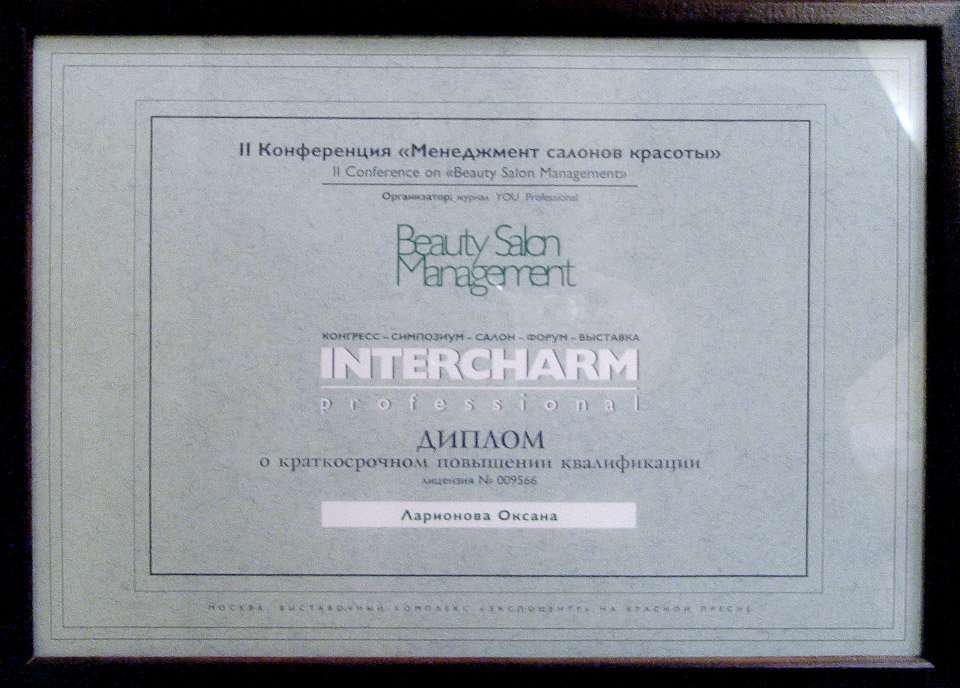 II Конференция «Менеджмент салонов красоты»
II Conference on «Beauty Salon Management»
Организатор: журнал YOU Professional
Beauty Salon
Management
КОНГРЕСС – СИМПОЗИУМ – САЛОН – ФОРУМ – ВЫСТАВКА
INTERCHARM
professional
ДИПЛОМ
о краткосрочном повышении квалификации
лицензия № 009566
Ларионова Оксана
МОСКВА, ВЫСТАВОЧНЫЙ КОМПЛЕКС «ЭКСПОЦЕНТР» НА КРАСНОЙ ПРЕСНЕ